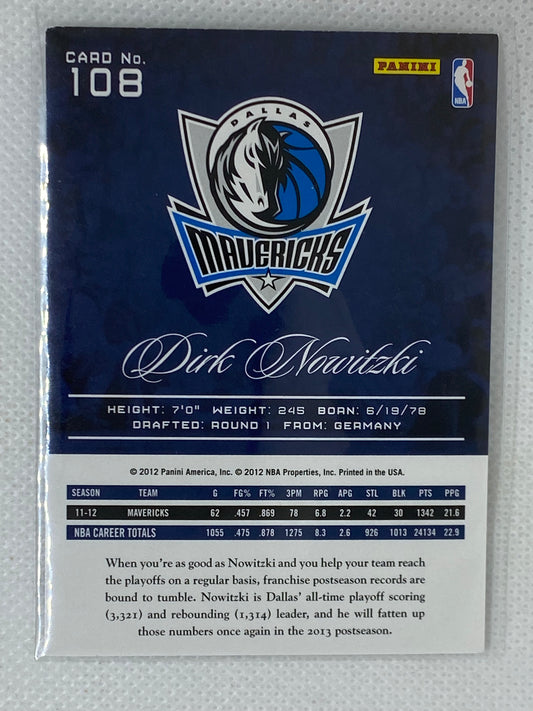 CARD No.
108
PANINI
NBA
DALLAS
MAVERICKS
Dirk Nowitzki
HEIGHT: 7'0" WEIGHT: 245 BORN: 6/19/78
DRAFTED: ROUND 1 FROM: GERMANY
© 2012 Panini America, Inc. © 2012 NBA Properties, Inc. Printed in the USA.
SEASON TEAM G FG% FT% 3PM RPG APG STL BLK PTS PPG
11-12 MAVERICKS 62 .457 .869 78 6.8 2.2 42 30 1342 21.6
NBA CAREER TOTALS 1055 .475 .878 1275 8.3 2.6 926 1013 24134 22.9
When you're as good as Nowitzki and you help your team reach
the playoffs on a regular basis, franchise postseason records are
bound to tumble. Nowitzki is Dallas' all-time playoff scoring
(3,321) and rebounding (1,314) leader, and he will fatten up
those numbers once again in the 2013 postseason.